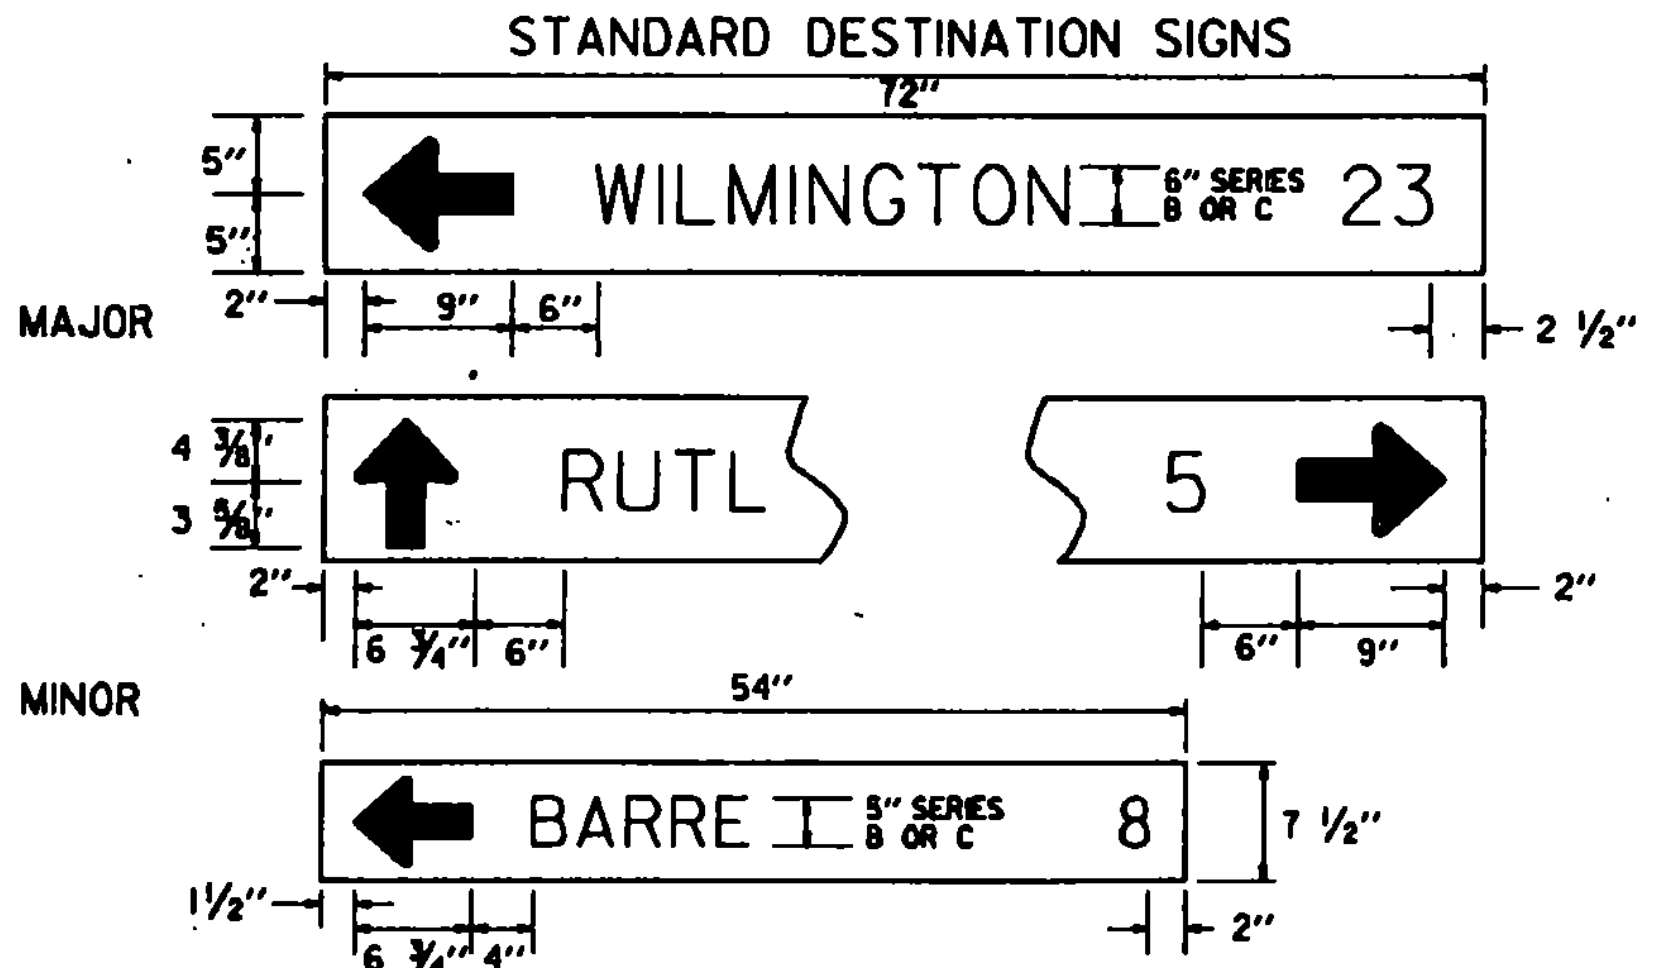 STANDARD DESTINATION SIGNS
72"
5"
WILMINGTON 6" SERIES 23
B OR C
5"
2" 9" 6"
MAJOR 2 1/2"
4 3/8"
RUTL 5
3 5/8"
2" 2"
6 3/4" 6" 6" 9"
MINOR
54"
BARRE 5" SERIES 8 7 1/2"
B OR C
1 1/2"
6 3/4" 4" 2"